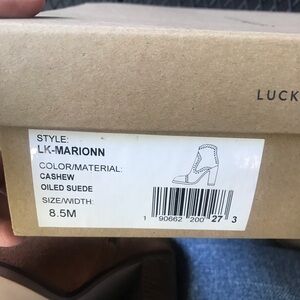 LUCK
STYLE:
LK-MARIONN
COLOR/MATERIAL:
CASHEW
OILED SUEDE
SIZE/WIDTH:
8.5M
1 90662 200 27 3